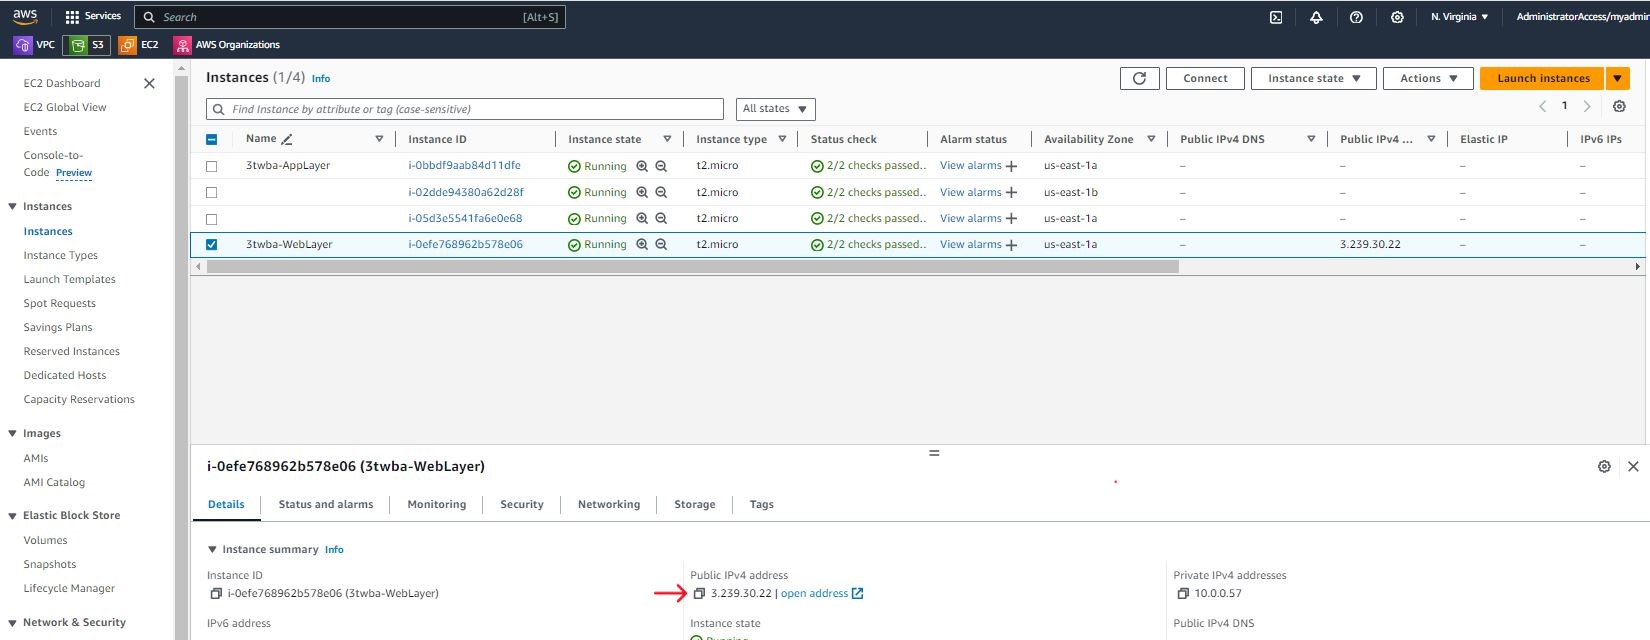 aws Services Search [Alt+S] N. Virginia AdministratorAccess/myadmin
VPC S3 EC2 AWS Organizations
EC2 Dashboard
EC2 Global View
Events
Console-to-
Code Preview
Instances
Instances
Instance Types
Launch Templates
Spot Requests
Savings Plans
Reserved Instances
Dedicated Hosts
Capacity Reservations
Images
AMIs
AMI Catalog
Elastic Block Store
Volumes
Snapshots
Lifecycle Manager
Network & Security
Instances (1/4) Info Connect Instance state Actions Launch instances
Find Instance by attribute or tag (case-sensitive) All states 1
Name Instance ID Instance state Instance type Status check Alarm status Availability Zone Public IPv4 DNS Public IPv4 ... Elastic IP IPv6 IPs
3twba-AppLayer i-0bbdf9aab84d11dfe Running t2.micro 2/2 checks passed.. View alarms + us-east-1a – – – –
i-02dde94380a62d28f Running t2.micro 2/2 checks passed.. View alarms + us-east-1b – – – –
i-05d3e5541fa6e0e68 Running t2.micro 2/2 checks passed.. View alarms + us-east-1a – – – –
3twba-WebLayer i-0efe768962b578e06 Running t2.micro 2/2 checks passed.. View alarms + us-east-1a – 3.239.30.22 – –
i-0efe768962b578e06 (3twba-WebLayer)
Details Status and alarms Monitoring Security Networking Storage Tags
Instance summary Info
Instance ID Public IPv4 address Private IPv4 addresses
i-0efe768962b578e06 (3twba-WebLayer) 3.239.30.22 | open address 10.0.0.57
IPv6 address Instance state Public IPv4 DNS
Running